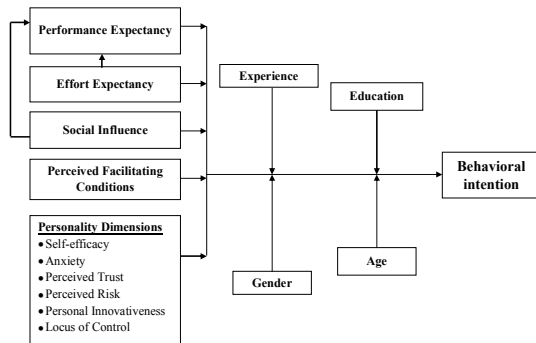 Performance Expectancy
Effort Expectancy
Social Influence
Perceived Facilitating
Conditions
Personality Dimensions
•Self-efficacy
•Anxiety
•Perceived Trust
•Perceived Risk
•Personal Innovativeness
•Locus of Control
Experience
Education
Gender
Age
Behavioral
intention